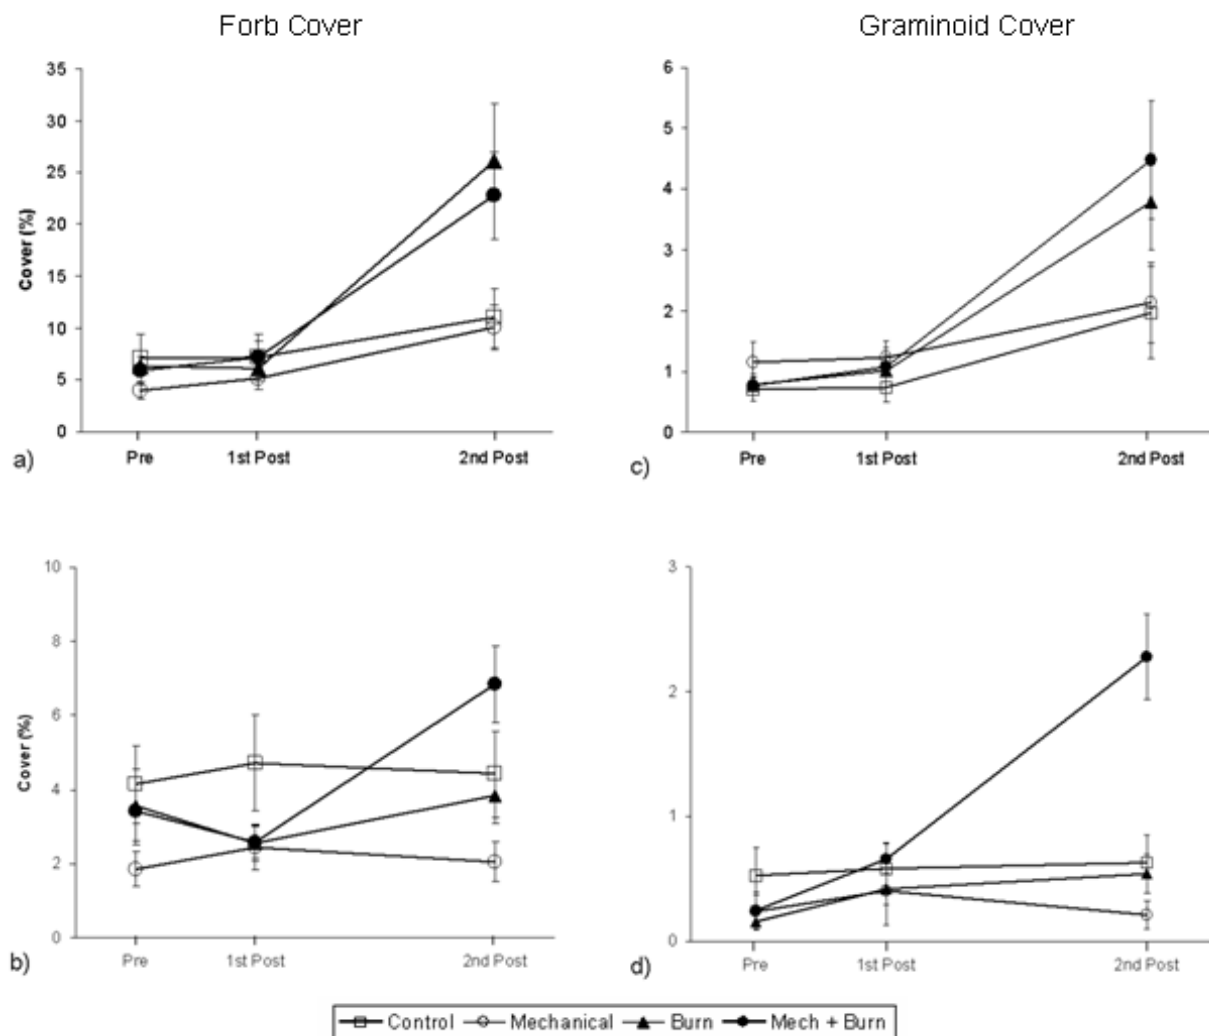 Forb Cover
Graminoid Cover
35
30
25
20
15
10
5
0
Cover (%)
a)
Pre
1st Post
2nd Post
6
5
4
3
2
1
0
c)
Pre
1st Post
2nd Post
10
8
6
4
2
0
Cover (%)
b)
Pre
1st Post
2nd Post
3
2
1
0
d)
Pre
1st Post
2nd Post
Control Mechanical Burn Mech + Burn